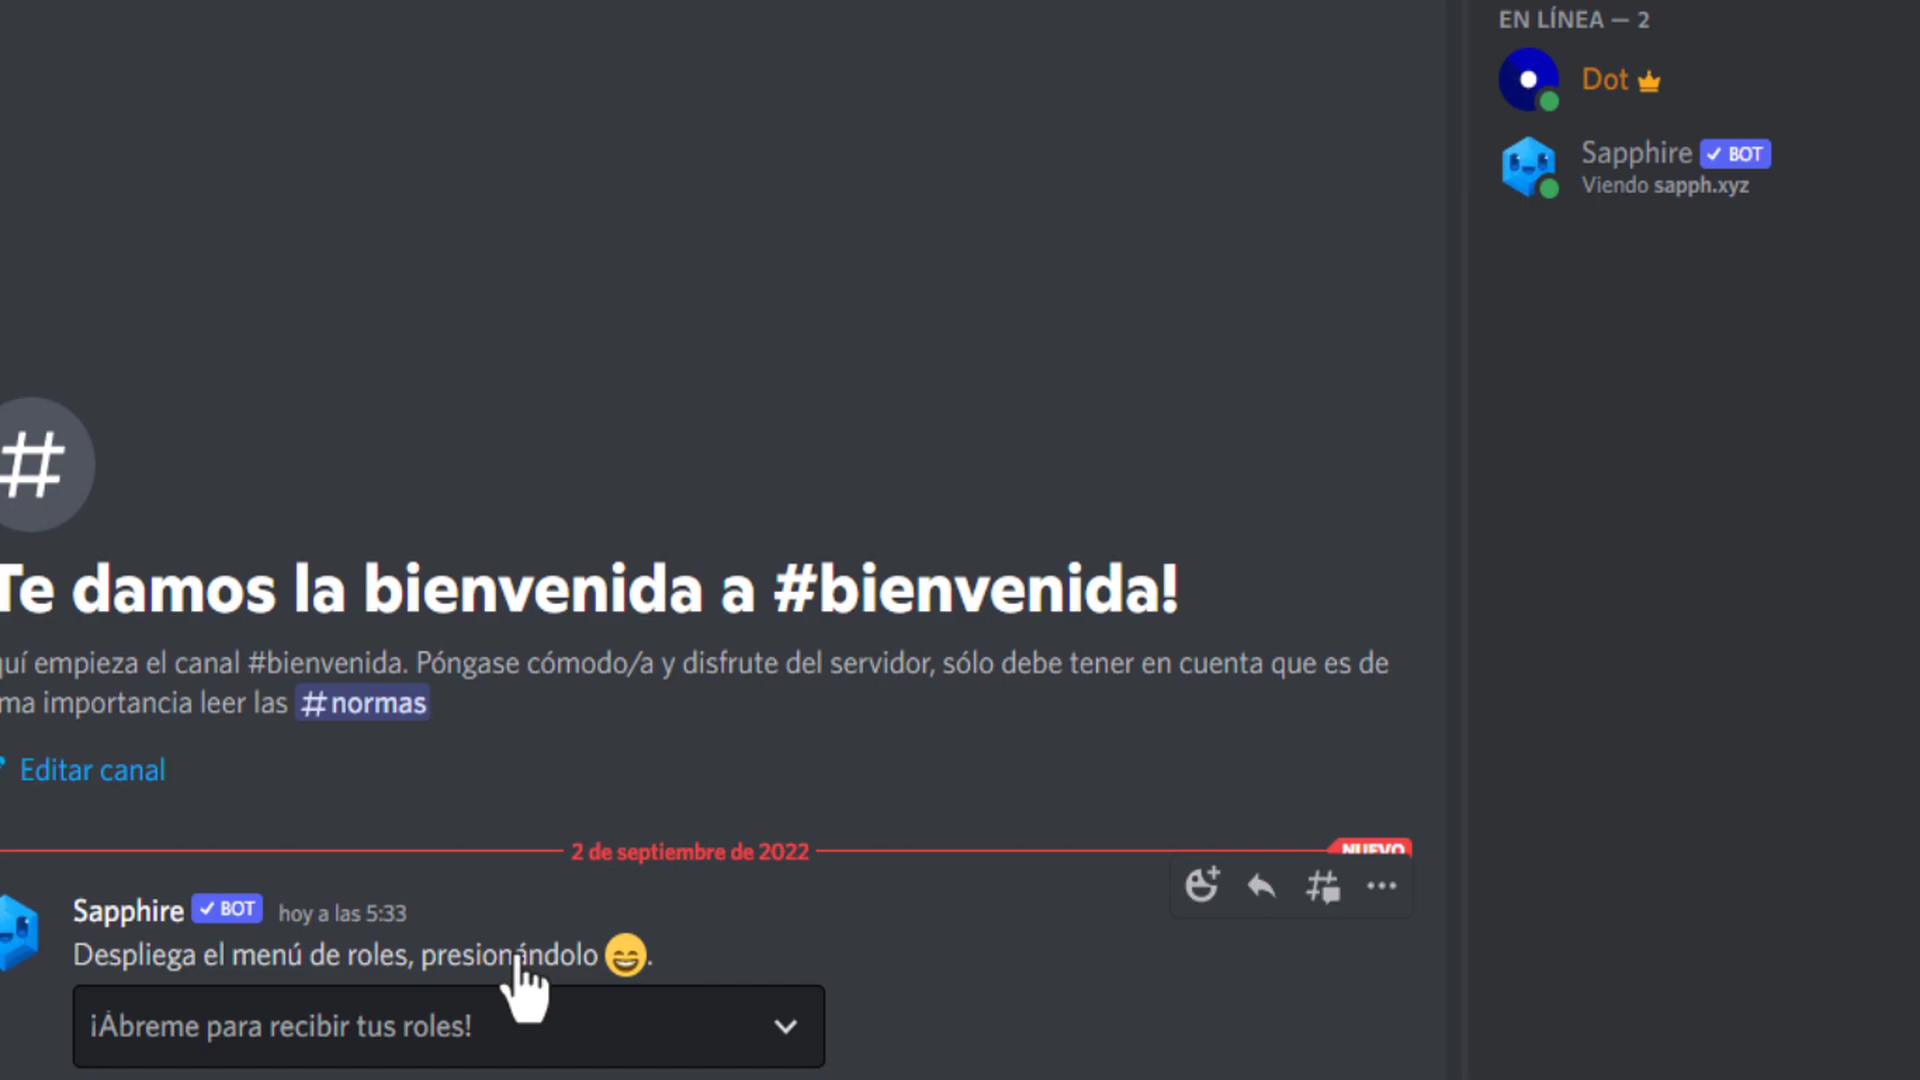 EN LÍNEA — 2
Dot
Sapphire ✓ BOT
Viendo sapph.xyz
#
Te damos la bienvenida a #bienvenida!
quí empieza el canal #bienvenida. Póngase cómodo/a y disfrute del servidor, sólo debe tener en cuenta que es de
ma importancia leer las #normas
Editar canal
2 de septiembre de 2022
NUEVO
Sapphire ✓ BOT hoy a las 5:33
Despliega el menú de roles, presionándolo 😄.
¡Ábreme para recibir tus roles!